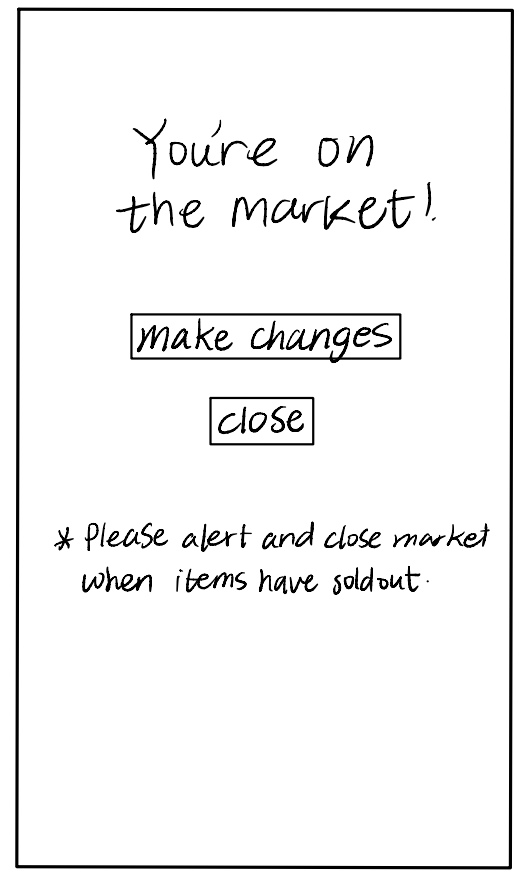 You're on
the market!
make changes
close
* Please alert and close market
when items have soldout.